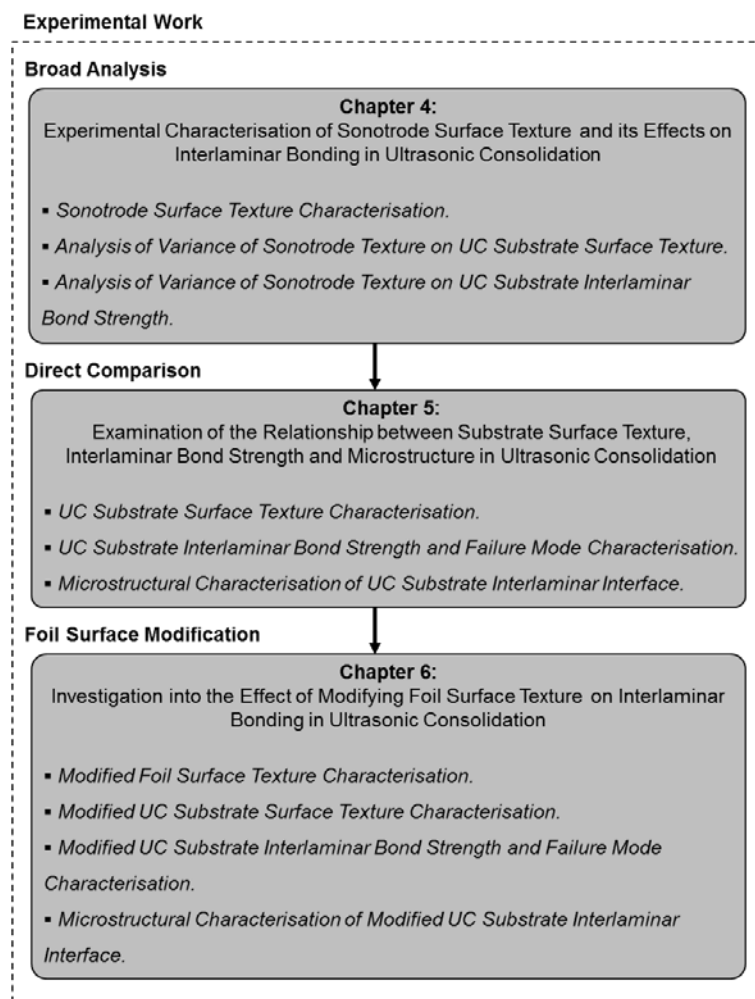 Experimental Work
Broad Analysis
Chapter 4:
Experimental Characterisation of Sonotrode Surface Texture and its Effects on
Interlaminar Bonding in Ultrasonic Consolidation
▪ Sonotrode Surface Texture Characterisation.
▪ Analysis of Variance of Sonotrode Texture on UC Substrate Surface Texture.
▪ Analysis of Variance of Sonotrode Texture on UC Substrate Interlaminar
Bond Strength.
Direct Comparison
Chapter 5:
Examination of the Relationship between Substrate Surface Texture,
Interlaminar Bond Strength and Microstructure in Ultrasonic Consolidation
▪ UC Substrate Surface Texture Characterisation.
▪ UC Substrate Interlaminar Bond Strength and Failure Mode Characterisation.
▪ Microstructural Characterisation of UC Substrate Interlaminar Interface.
Foil Surface Modification
Chapter 6:
Investigation into the Effect of Modifying Foil Surface Texture on Interlaminar
Bonding in Ultrasonic Consolidation
▪ Modified Foil Surface Texture Characterisation.
▪ Modified UC Substrate Surface Texture Characterisation.
▪ Modified UC Substrate Interlaminar Bond Strength and Failure Mode
Characterisation.
▪ Microstructural Characterisation of Modified UC Substrate Interlaminar
Interface.